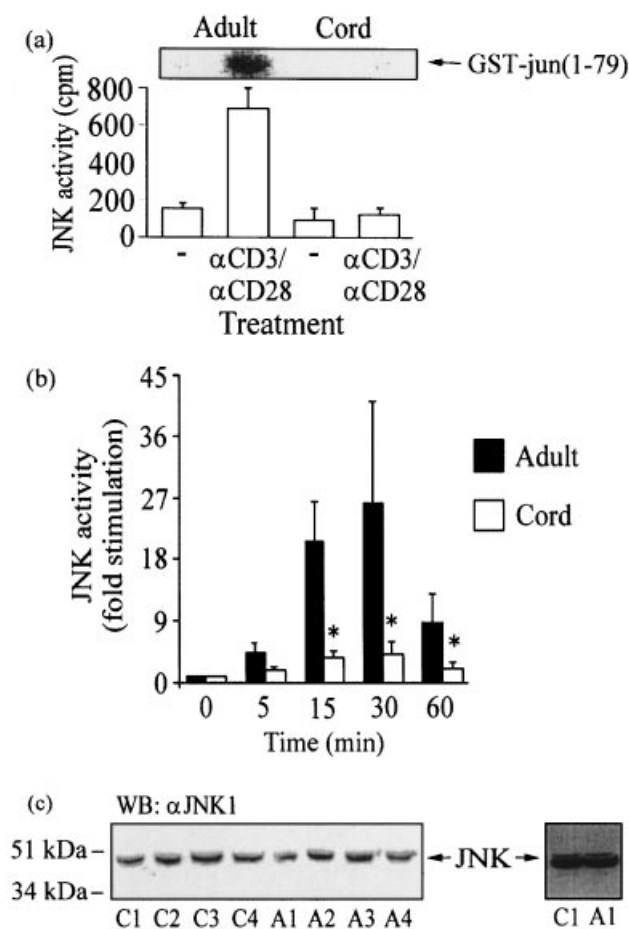 (a)
Adult Cord
GST-jun(1-79)
JNK activity (cpm)
800
600
400
200
0
- αCD3/ - αCD3/
αCD28 αCD28
Treatment
(b)
JNK activity
(fold stimulation)
45
36
27
18
9
0
Adult
Cord
* * *
0 5 15 30 60
Time (min)
(c)
WB: αJNK1
51 kDa –
34 kDa –
JNK
C1 C2 C3 C4 A1 A2 A3 A4
C1 A1